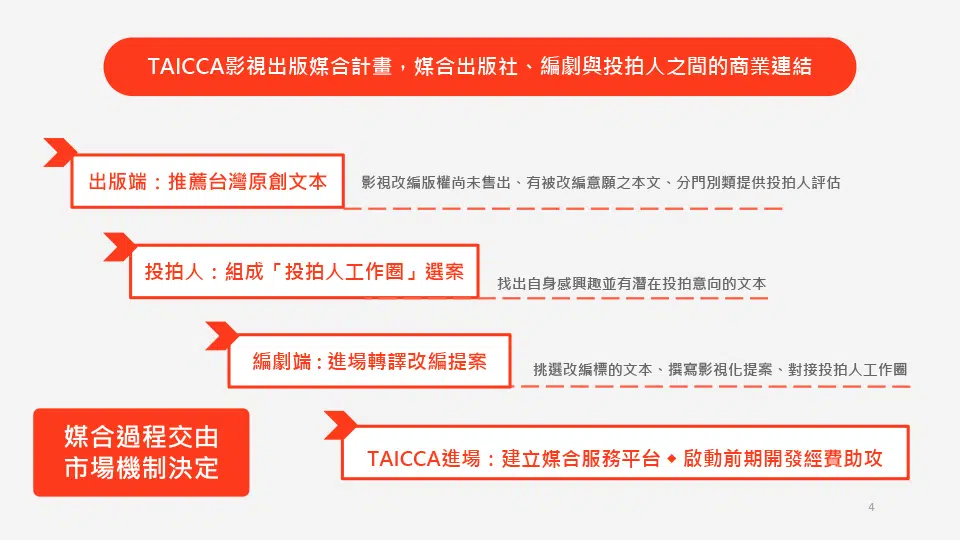 TAICCA影視出版媒合計畫，媒合出版社、編劇與投拍人之間的商業連結
出版端：推薦台灣原創文本
影視改編版權尚未售出、有被改編意願之本文、分門別類提供投拍人評估
投拍人：組成「投拍人工作圈」選案
找出自身感興趣並有潛在投拍意向的文本
編劇端：進場轉譯改編提案
挑選改編標的文本、撰寫影視化提案、對接投拍人工作圈
媒合過程交由
市場機制決定
TAICCA進場：建立媒合服務平台◆啟動前期開發經費助攻
4